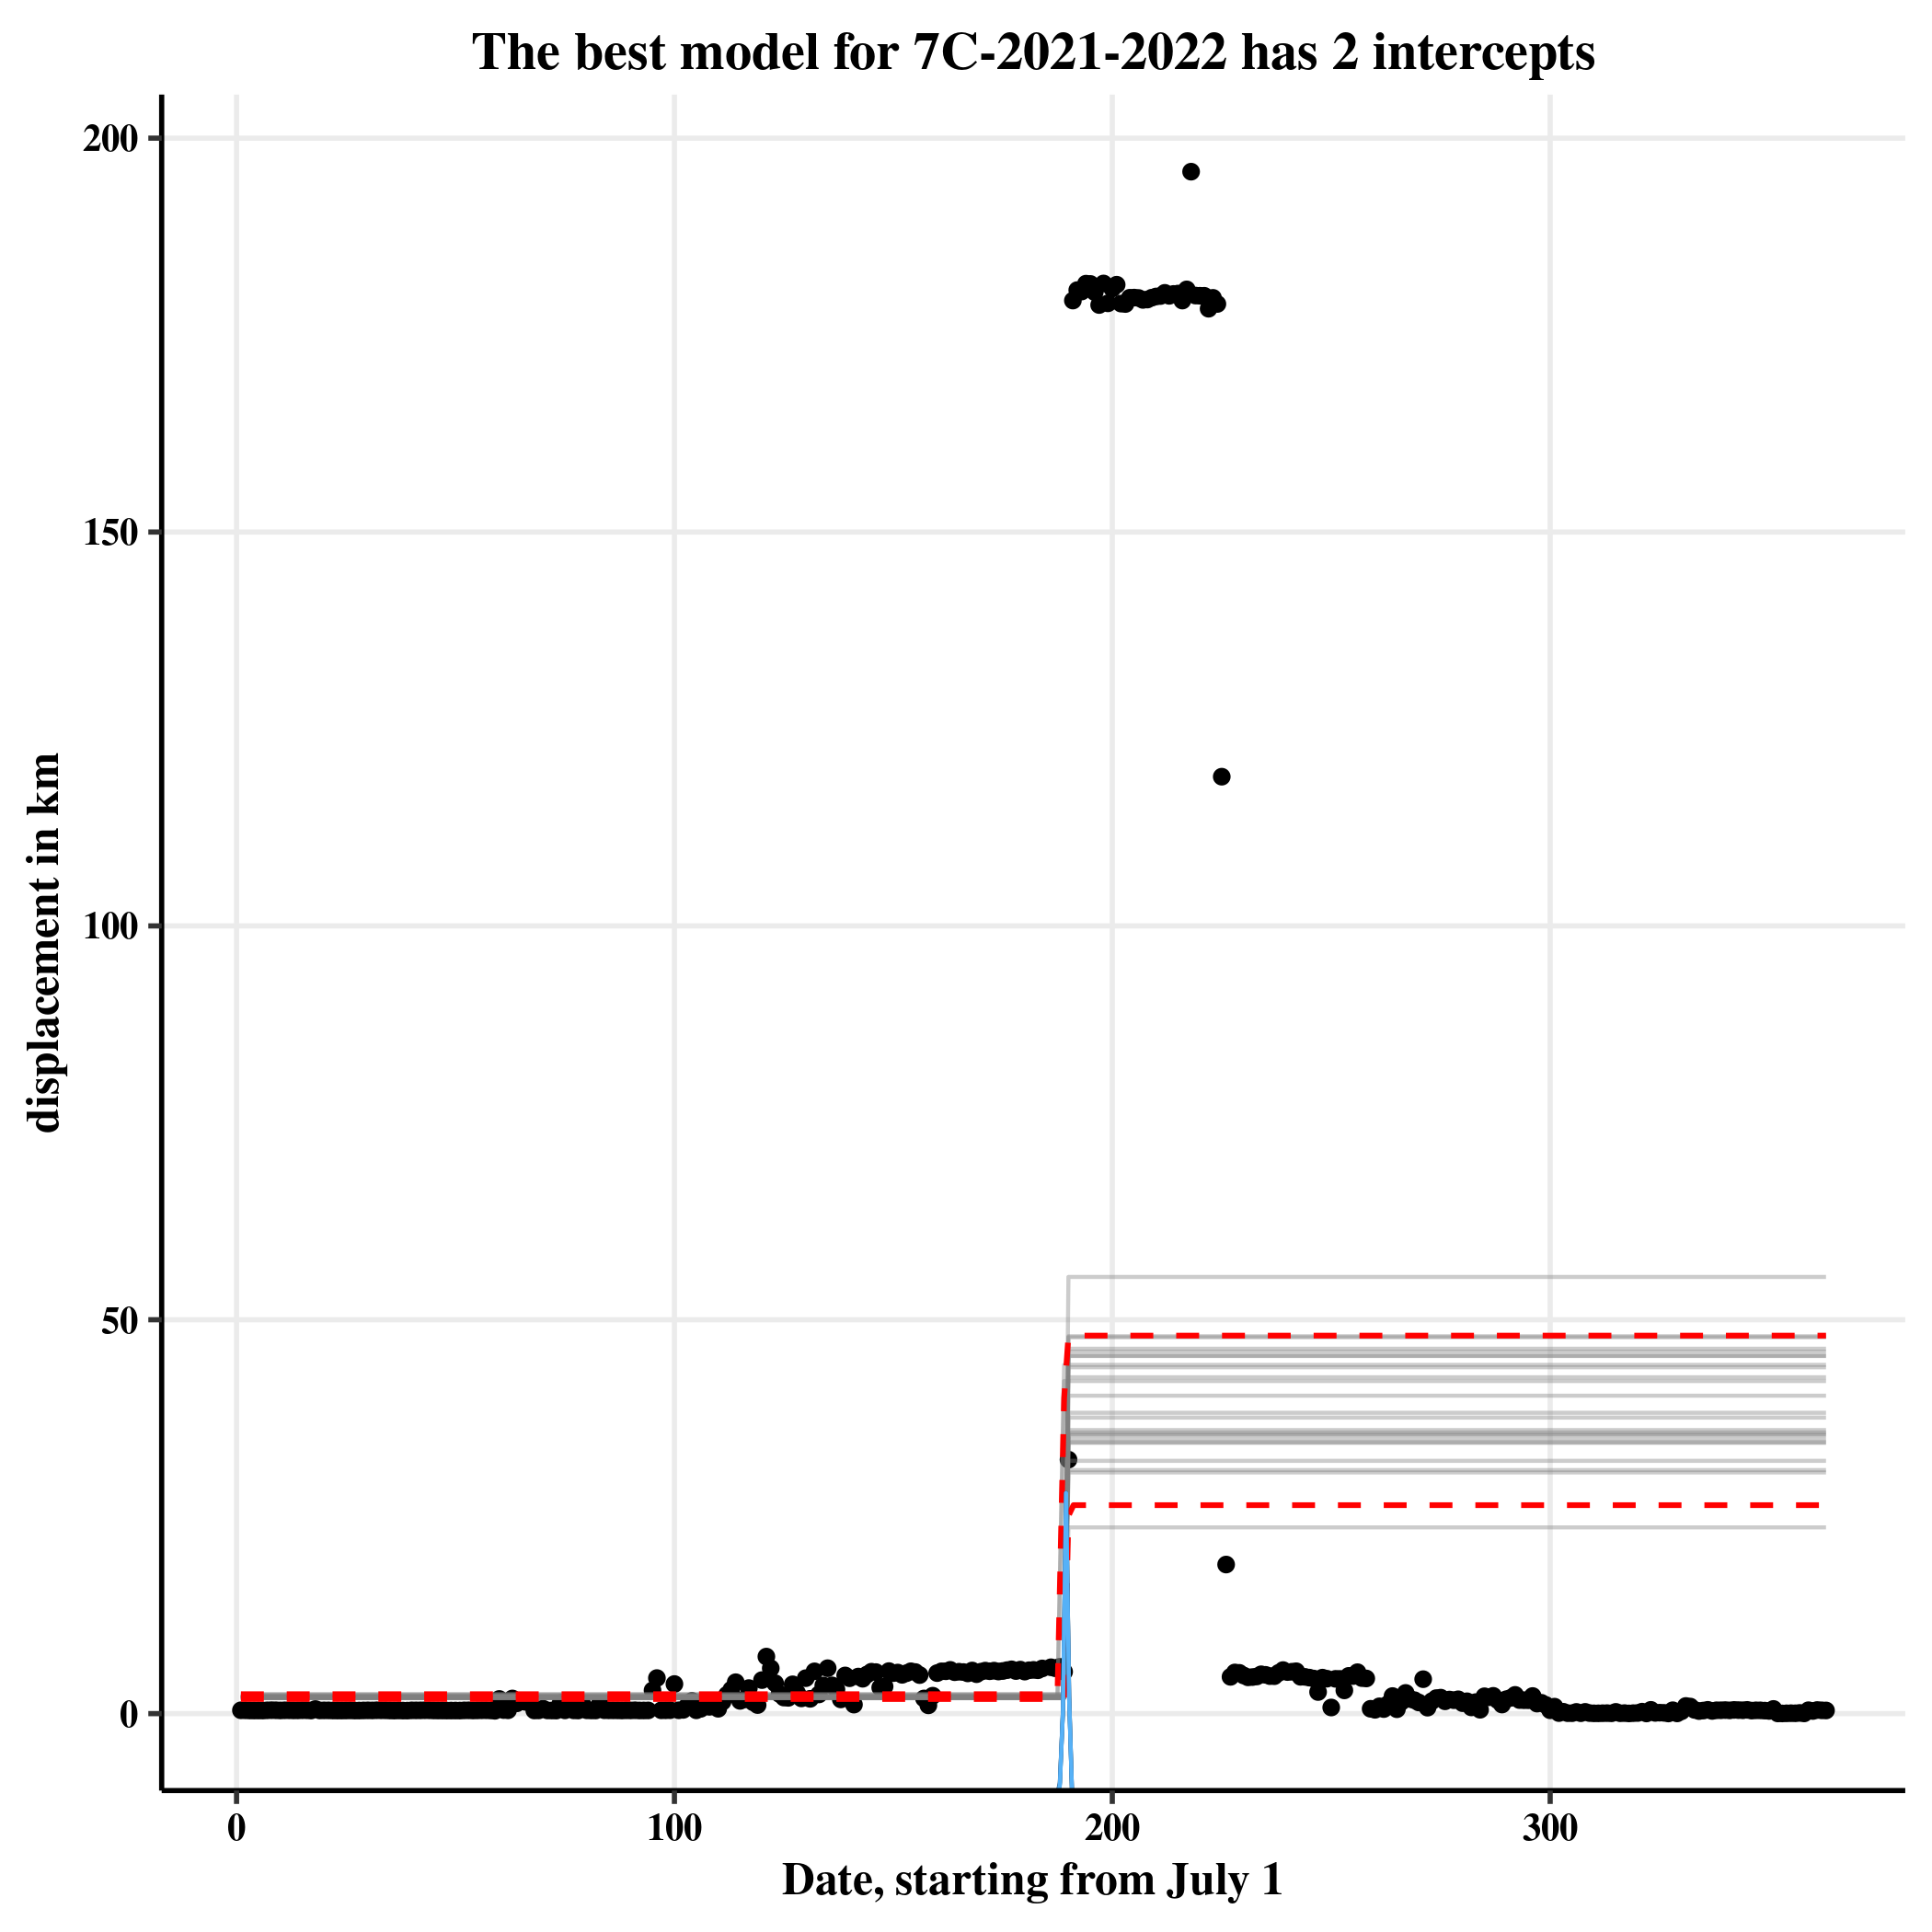 The best model for 7C-2021-2022 has 2 intercepts
200
150
100
50
0
displacement in km
0 100 200 300
Date, starting from July 1